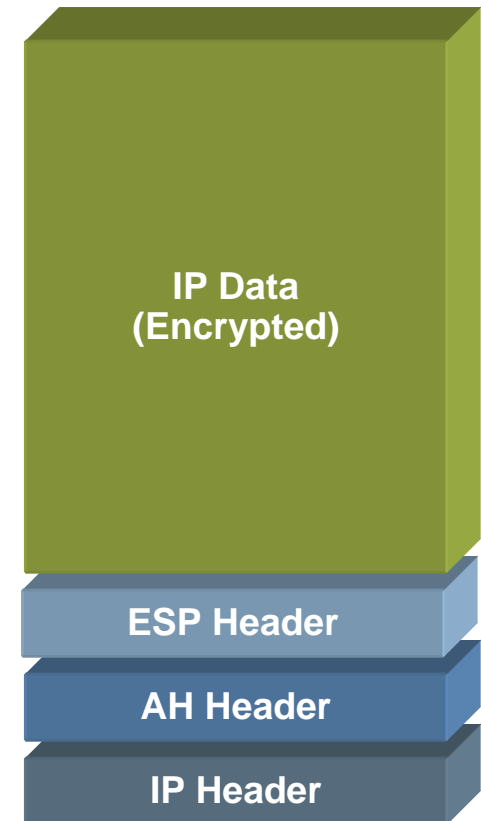 IP Data
(Encrypted)
ESP Header
AH Header
IP Header